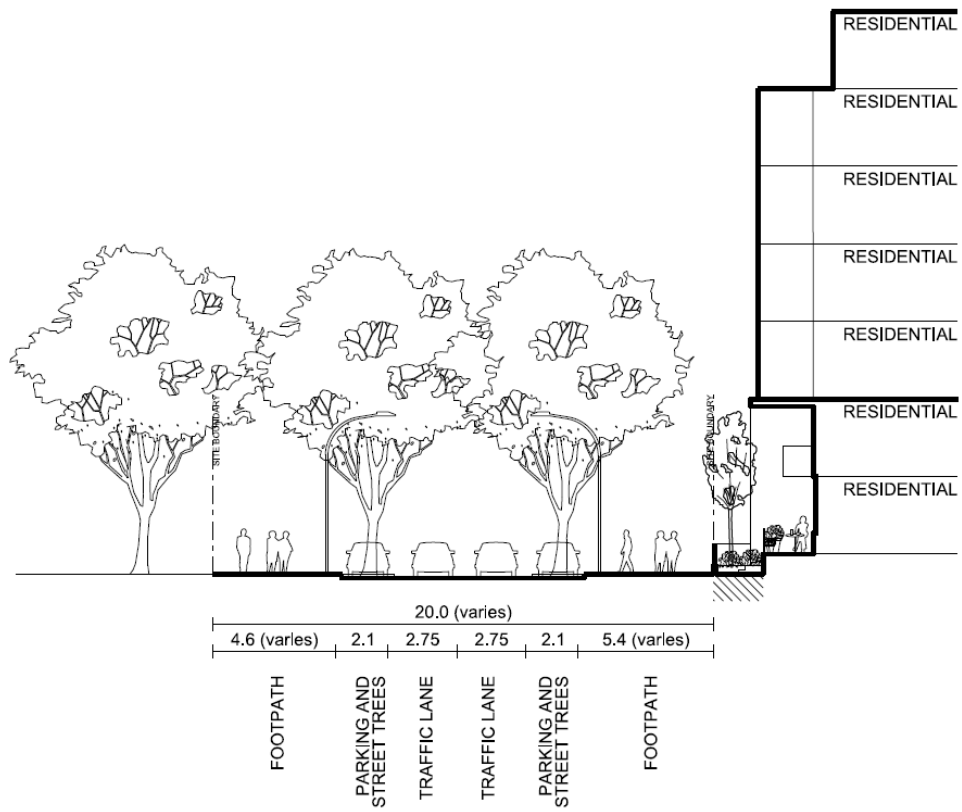 RESIDENTIAL
RESIDENTIAL
RESIDENTIAL
RESIDENTIAL
RESIDENTIAL
RESIDENTIAL
RESIDENTIAL
SITE BOUNDARY
SITE BOUNDARY
20.0 (varies)
4.6 (varies) 2.1 2.75 2.75 2.1 5.4 (varies)
FOOTPATH
PARKING AND
STREET TREES
TRAFFIC LANE
TRAFFIC LANE
PARKING AND
STREET TREES
FOOTPATH